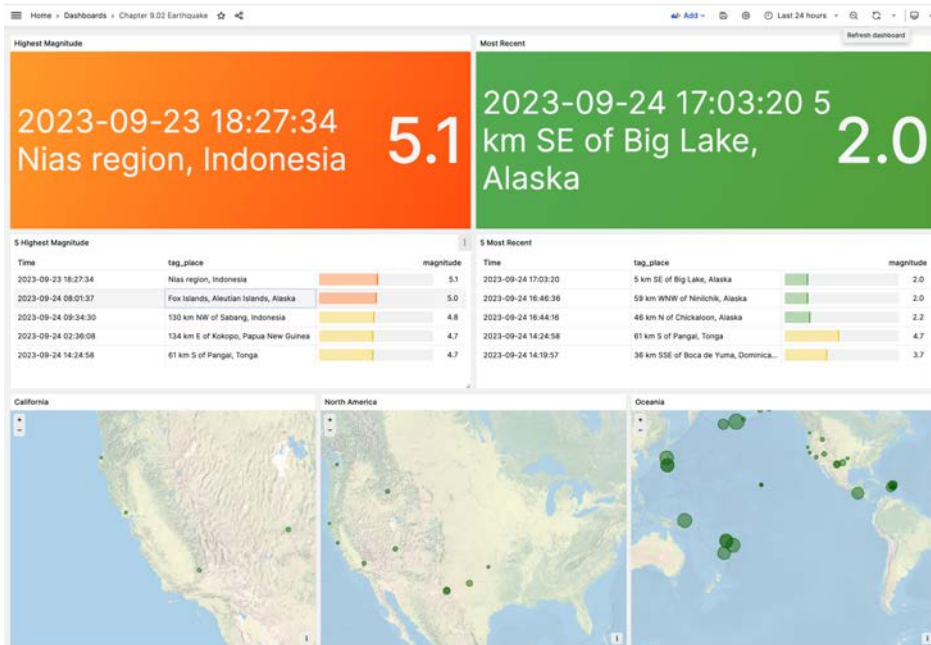 Home › Dashboards › Chapter 9.02 Earthquake
Add
Last 24 hours
Refresh dashboard
Highest Magnitude
2023-09-23 18:27:34
Nias region, Indonesia
5.1
Most Recent
2023-09-24 17:03:20 5
km SE of Big Lake,
Alaska
2.0
5 Highest Magnitude
Time tag_place magnitude
2023-09-23 18:27:34 Nias region, Indonesia 5.1
2023-09-24 08:01:37 Fox Islands, Aleutian Islands, Alaska 5.0
2023-09-24 09:34:30 130 km NW of Sabang, Indonesia 4.8
2023-09-24 02:36:08 134 km E of Kokopo, Papua New Guinea 4.7
2023-09-24 14:24:58 61 km S of Pangai, Tonga 4.7
5 Most Recent
Time tag_place magnitude
2023-09-24 17:03:20 5 km SE of Big Lake, Alaska 2.0
2023-09-24 16:46:36 59 km WNW of Ninilchik, Alaska 2.0
2023-09-24 16:44:16 46 km N of Chickaloon, Alaska 2.2
2023-09-24 14:24:58 61 km S of Pangai, Tonga 4.7
2023-09-24 14:19:57 36 km SSE of Boca de Yuma, Dominica... 3.7
California
+
−
i
North America
+
−
i
Oceania
+
−
i